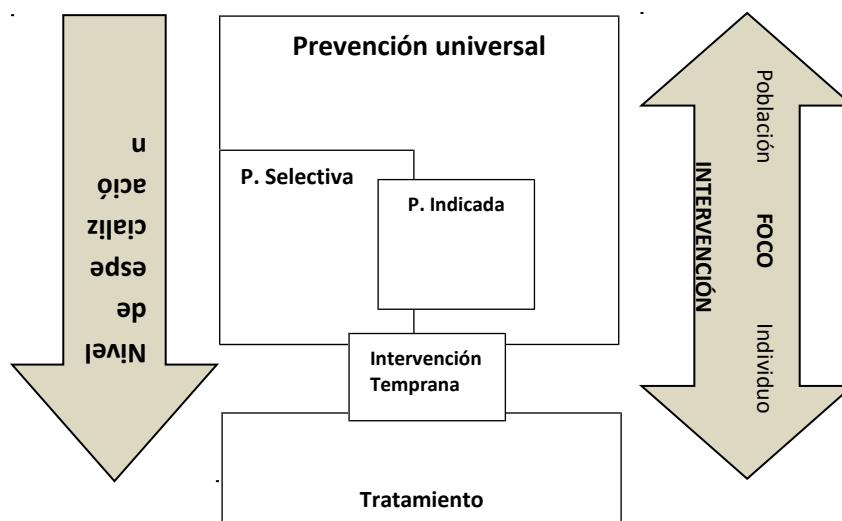 Nivel
de
espe
cializ
ació
n
Prevención universal
P. Selectiva
P. Indicada
Intervención
Temprana
Tratamiento
Población FOCO Individuo
INTERVENCIÓN